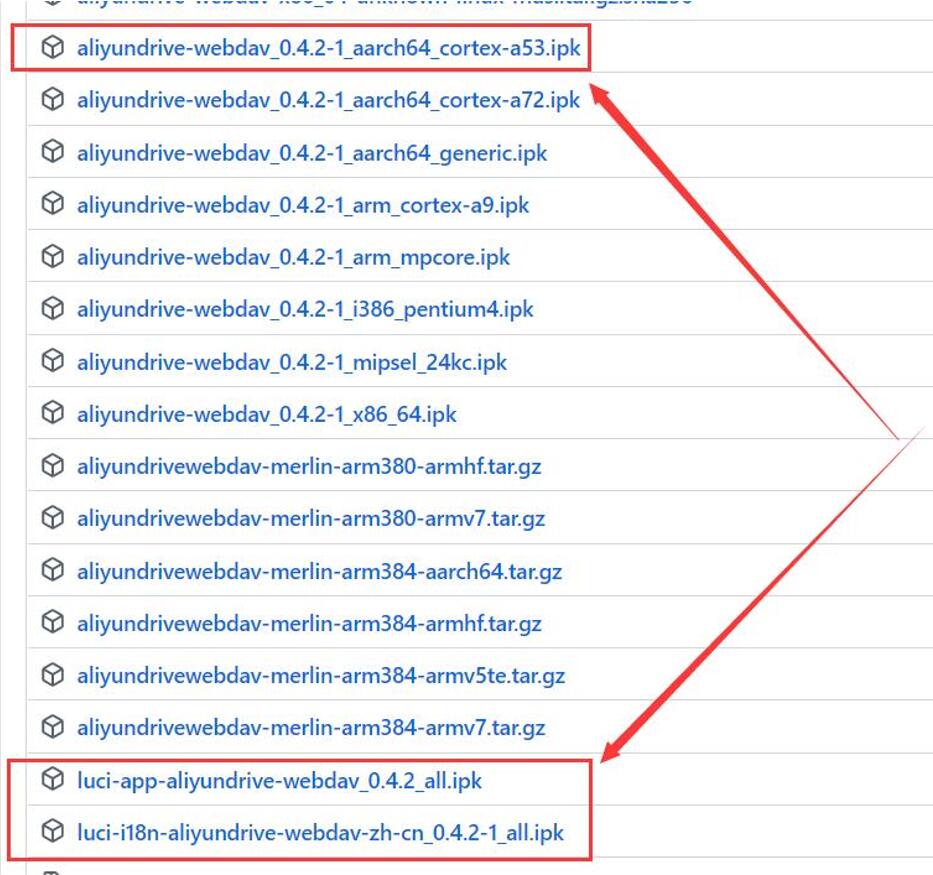 aliyundrive-webdav_0.4.2-1_aarch64_cortex-a53.ipk
aliyundrive-webdav_0.4.2-1_aarch64_cortex-a72.ipk
aliyundrive-webdav_0.4.2-1_aarch64_generic.ipk
aliyundrive-webdav_0.4.2-1_arm_cortex-a9.ipk
aliyundrive-webdav_0.4.2-1_arm_mpcore.ipk
aliyundrive-webdav_0.4.2-1_i386_pentium4.ipk
aliyundrive-webdav_0.4.2-1_mipsel_24kc.ipk
aliyundrive-webdav_0.4.2-1_x86_64.ipk
aliyundrivewebdav-merlin-arm380-armhf.tar.gz
aliyundrivewebdav-merlin-arm380-armv7.tar.gz
aliyundrivewebdav-merlin-arm384-aarch64.tar.gz
aliyundrivewebdav-merlin-arm384-armhf.tar.gz
aliyundrivewebdav-merlin-arm384-armv5te.tar.gz
aliyundrivewebdav-merlin-arm384-armv7.tar.gz
luci-app-aliyundrive-webdav_0.4.2_all.ipk
luci-i18n-aliyundrive-webdav-zh-cn_0.4.2-1_all.ipk